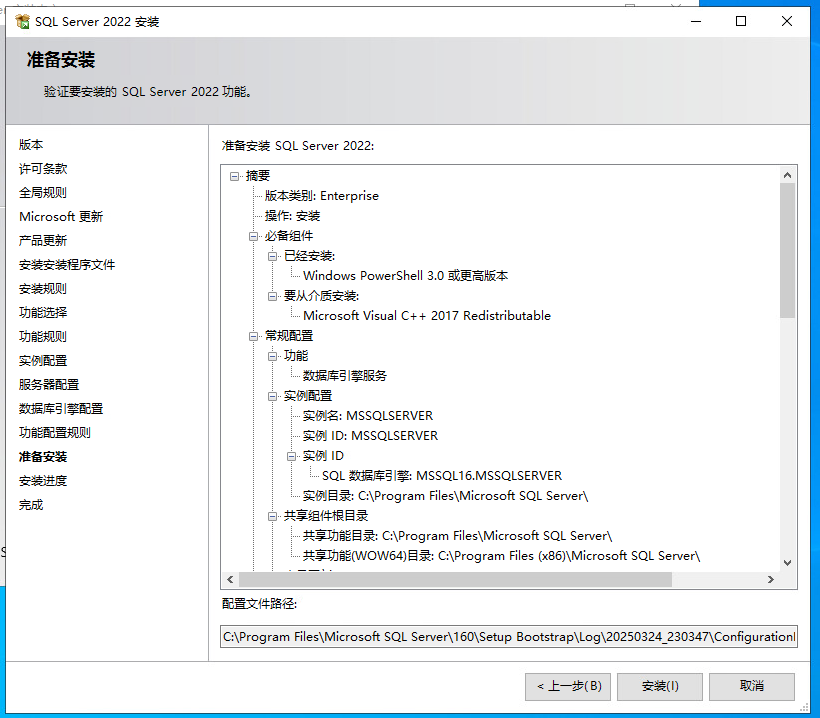 SQL Server 2022 安装
准备安装
验证要安装的 SQL Server 2022 功能。
版本
许可条款
全局规则
Microsoft 更新
产品更新
安装安装程序文件
安装规则
功能选择
功能规则
实例配置
服务器配置
数据库引擎配置
功能配置规则
准备安装
安装进度
完成
准备安装 SQL Server 2022:
摘要
版本类别: Enterprise
操作: 安装
必备组件
已经安装:
Windows PowerShell 3.0 或更高版本
要从介质安装:
Microsoft Visual C++ 2017 Redistributable
常规配置
功能
数据库引擎服务
实例配置
实例名: MSSQLSERVER
实例 ID: MSSQLSERVER
实例 ID
SQL 数据库引擎: MSSQL16.MSSQLSERVER
实例目录: C:\Program Files\Microsoft SQL Server\
共享组件根目录
共享功能目录: C:\Program Files\Microsoft SQL Server\
共享功能(WOW64)目录: C:\Program Files (x86)\Microsoft SQL Server\
配置文件路径:
C:\Program Files\Microsoft SQL Server\160\Setup Bootstrap\Log\20250324_230347\Configuration
< 上一步(B)
安装(I)
取消